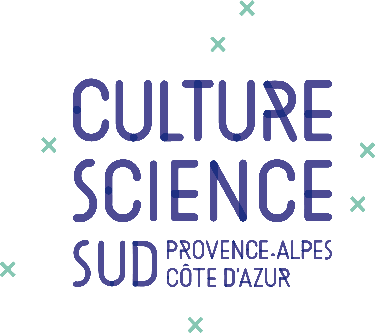 CULTURE
SCIENCE
SUD
PROVENCE-ALPES
CÔTE D'AZUR